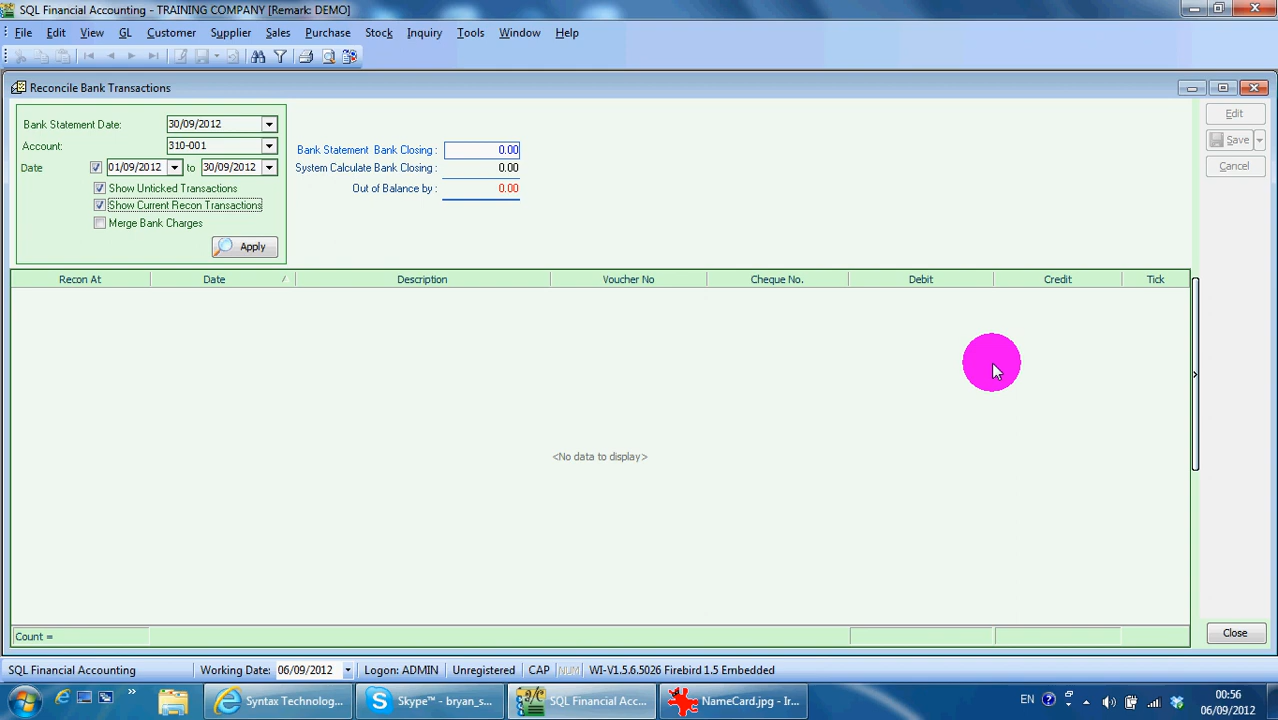 SQL Financial Accounting - TRAINING COMPANY [Remark: DEMO]
File Edit View GL Customer Supplier Sales Purchase Stock Inquiry Tools Window Help
Reconcile Bank Transactions
Bank Statement Date: 30/09/2012
Account: 310-001
Date 01/09/2012 to 30/09/2012
Show Unticked Transactions
Show Current Recon Transactions
Merge Bank Charges
Apply
Bank Statement Bank Closing : 0.00
System Calculate Bank Closing : 0.00
Out of Balance by : 0.00
Edit
Save
Cancel
Recon At Date Description Voucher No Cheque No. Debit Credit Tick
<No data to display>
Count =
Close
SQL Financial Accounting Working Date: 06/09/2012 Logon: ADMIN Unregistered CAP NUM WI-V1.5.6.5026 Firebird 1.5 Embedded
Syntax Technolog... Skype™ - bryan_s... SQL Financial Acc... NameCard.jpg - Ir... EN 00:56
06/09/2012